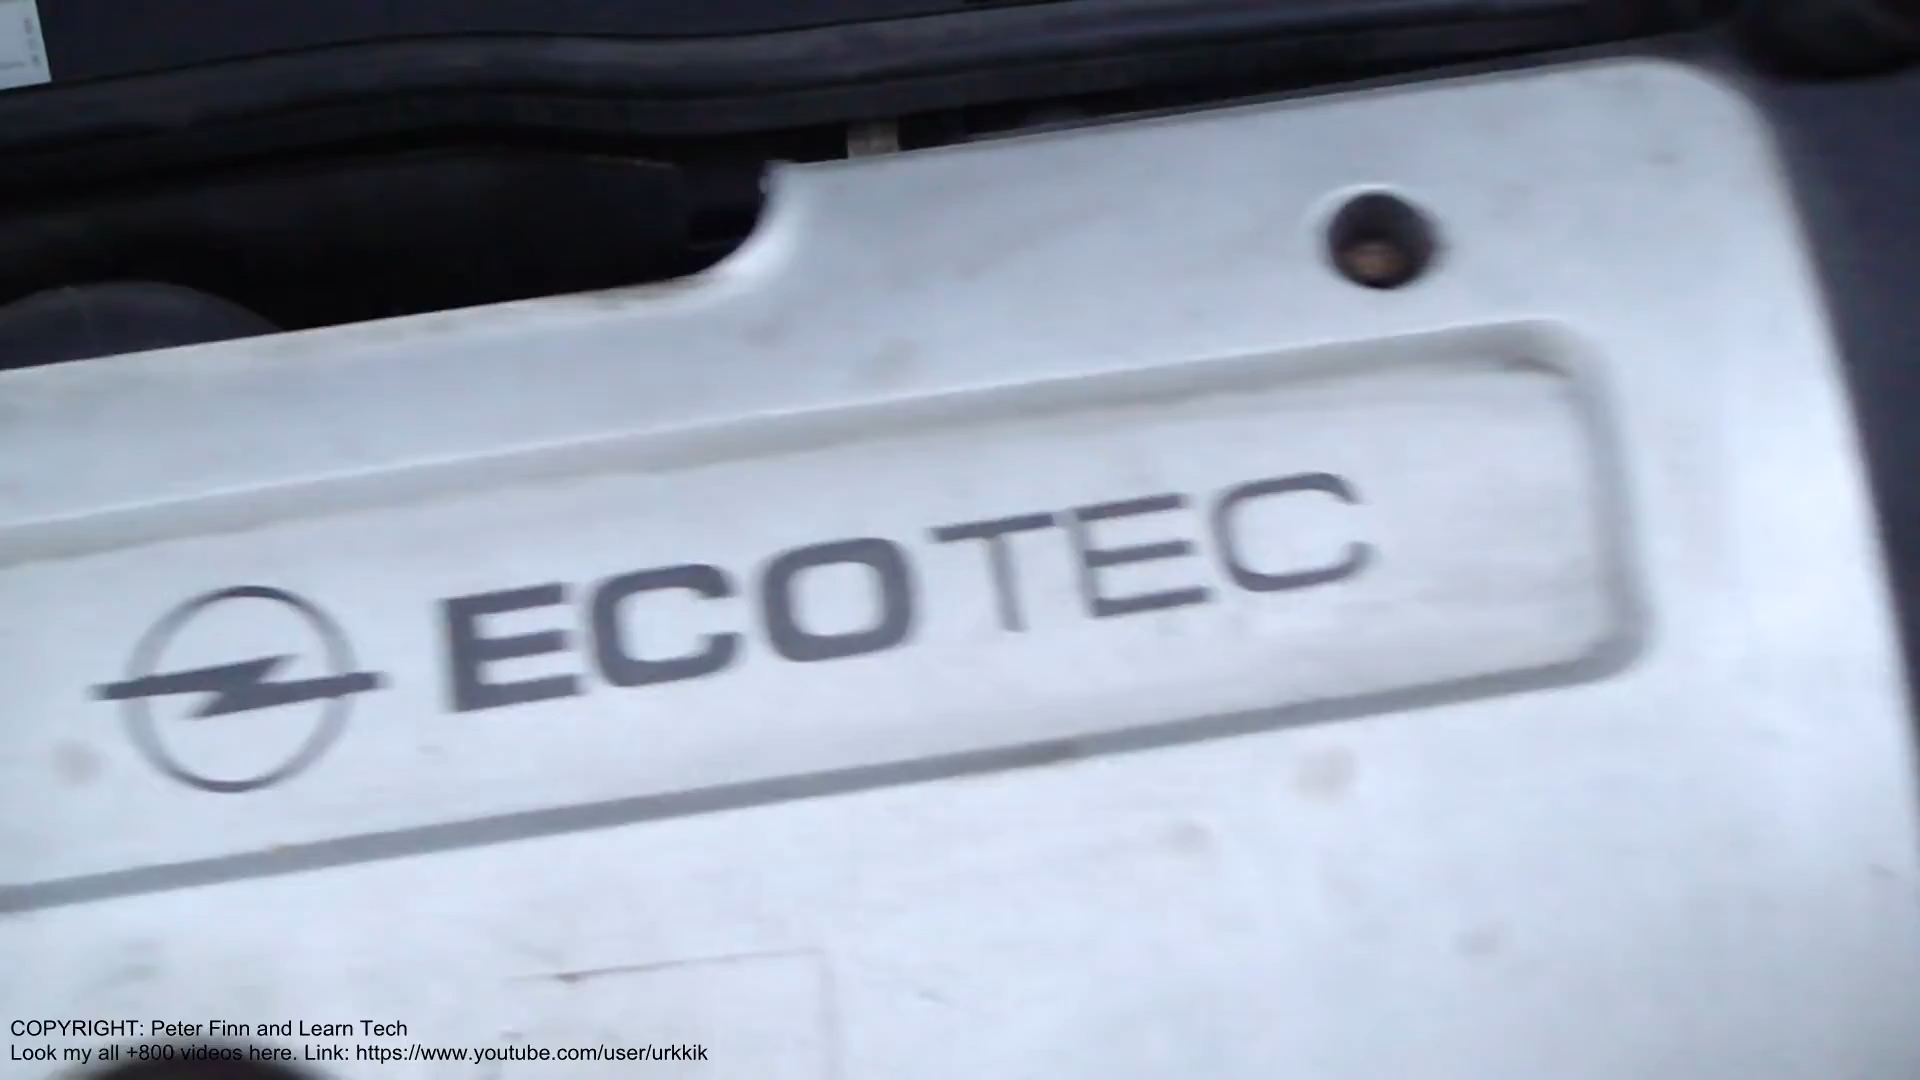 ECOTEC
COPYRIGHT: Peter Finn and Learn Tech
Look my all +800 videos here. Link: https://www.youtube.com/user/urkkik